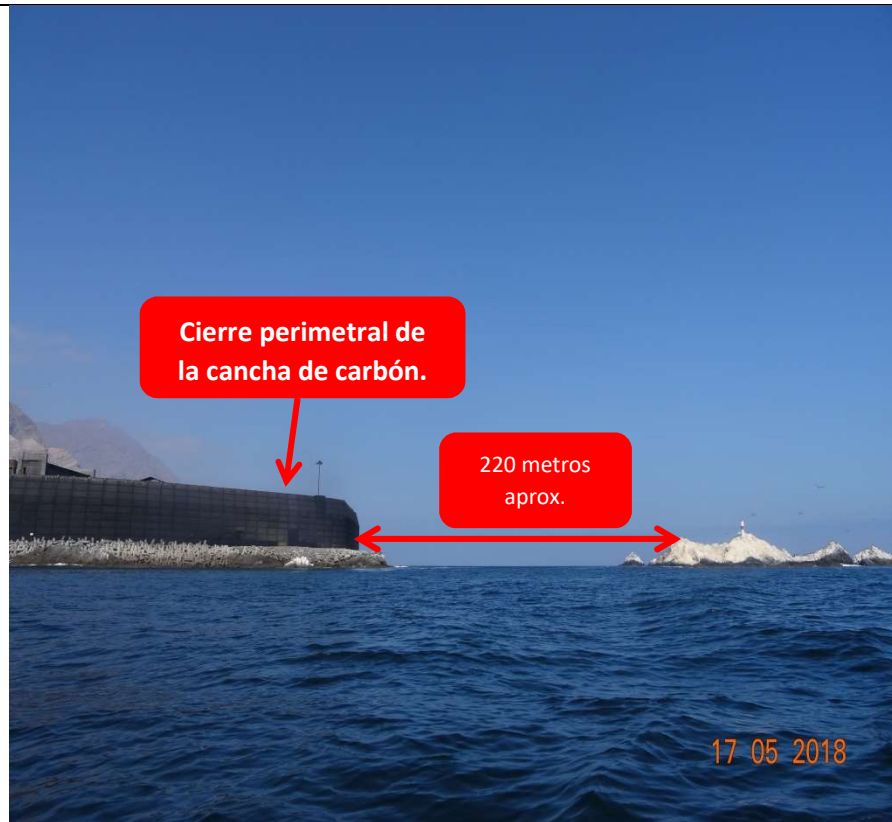 Cierre perimetral de
la cancha de carbón.
220 metros
aprox.
17 05 2018